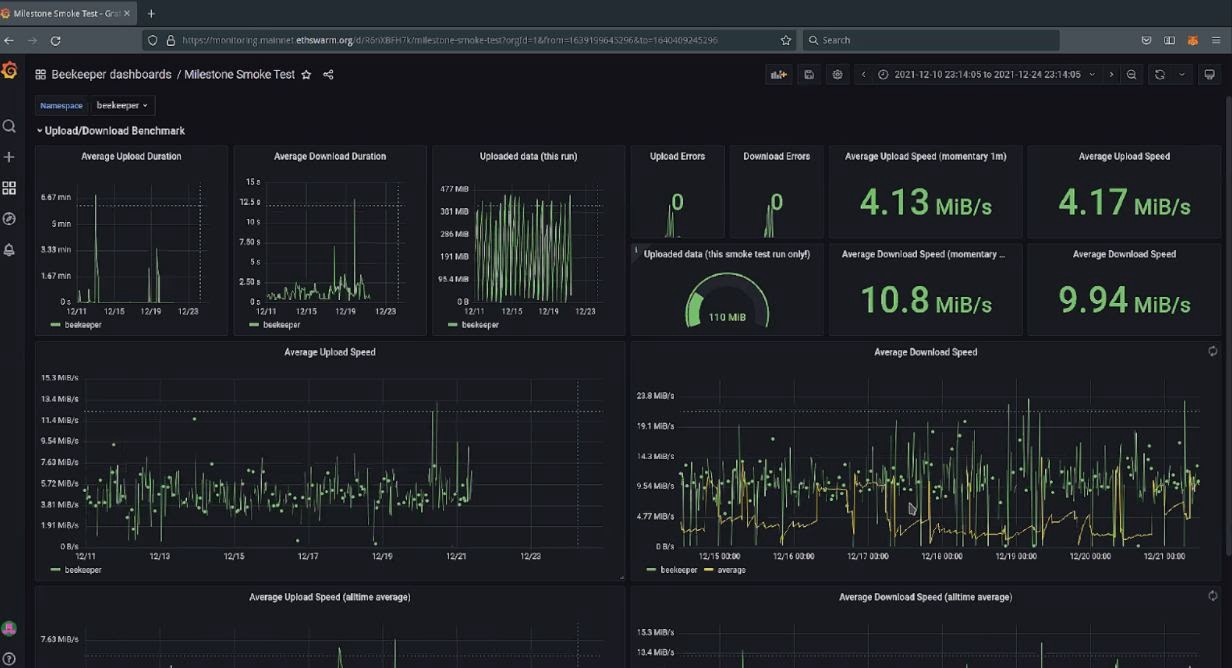 Milestone Smoke Test - Graf
https://monitoring.mainnet.ethswarm.org/d/R6nXBFH7k/milestone-smoke-test?orgId=1&from=1639199645296&to=1640409245296
Search
Beekeeper dashboards / Milestone Smoke Test
2021-12-10 23:14:05 to 2021-12-24 23:14:05
Namespace beekeeper
Upload/Download Benchmark
Average Upload Duration
6.67 min
5 min
3.33 min
1.67 min
0 s
12/11 12/15 12/19 12/23
beekeeper
Average Download Duration
15 s
12.5 s
10 s
7.50 s
5 s
2.50 s
0 s
12/11 12/15 12/19 12/23
beekeeper
Uploaded data (this run)
477 MiB
381 MiB
286 MiB
191 MiB
95.4 MiB
0 B
12/11 12/15 12/19 12/23
beekeeper
Upload Errors
0
Download Errors
0
Average Upload Speed (momentary 1m)
4.13 MiB/s
Average Upload Speed
4.17 MiB/s
Uploaded data (this smoke test run only!)
110 MiB
Average Download Speed (momentary ...
10.8 MiB/s
Average Download Speed
9.94 MiB/s
Average Upload Speed
15.3 MiB/s
13.4 MiB/s
11.4 MiB/s
9.54 MiB/s
7.63 MiB/s
5.72 MiB/s
3.81 MiB/s
1.91 MiB/s
0 B/s
12/11 12/13 12/15 12/17 12/19 12/21 12/23
beekeeper
Average Download Speed
23.8 MiB/s
19.1 MiB/s
14.3 MiB/s
9.54 MiB/s
4.77 MiB/s
0 B/s
12/15 00:00 12/16 00:00 12/17 00:00 12/18 00:00 12/19 00:00 12/20 00:00 12/21 00:00
beekeeper average
Average Upload Speed (alltime average)
7.63 MiB/s
Average Download Speed (alltime average)
15.3 MiB/s
13.4 MiB/s